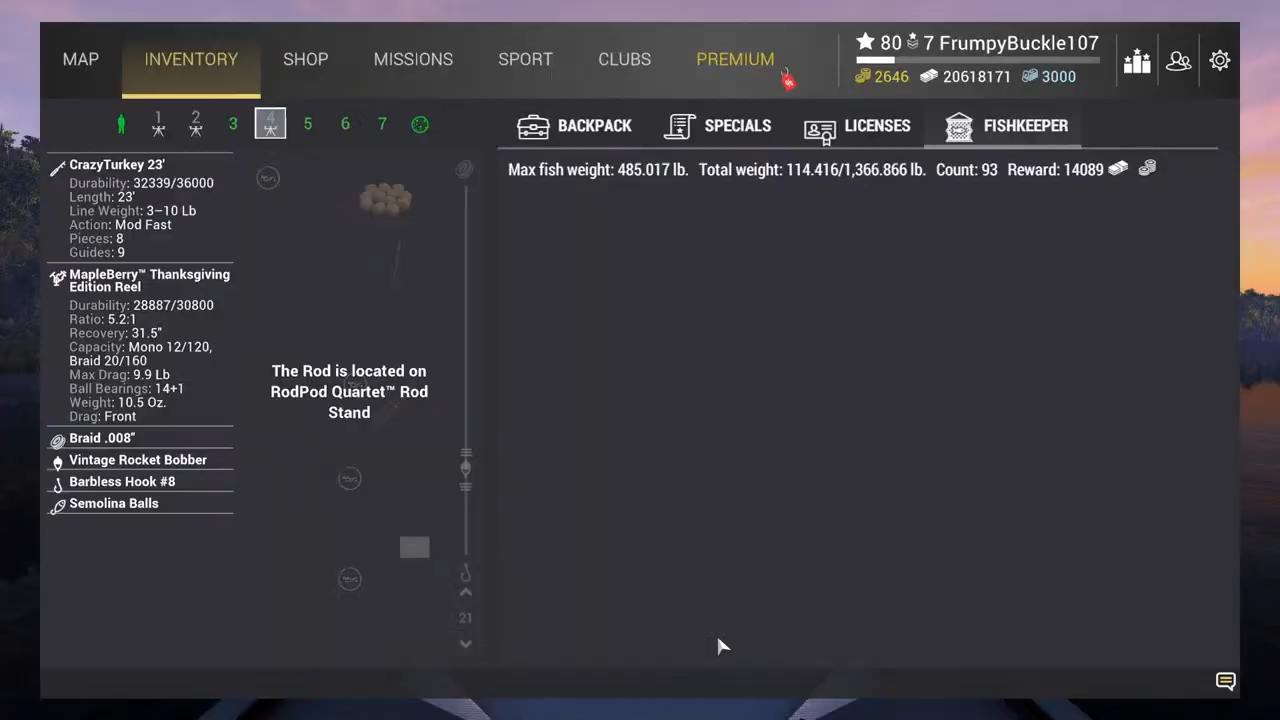 MAP INVENTORY SHOP MISSIONS SPORT CLUBS PREMIUM
80 7 FrumpyBuckle107
2646 20618171 3000
1 2 3 4 5 6 7
BACKPACK SPECIALS LICENSES FISHKEEPER
Max fish weight: 485.017 lb. Total weight: 114.416/1,366.866 lb. Count: 93 Reward: 14089
CrazyTurkey 23'
Durability: 32339/36000
Length: 23'
Line Weight: 3–10 Lb
Action: Mod Fast
Pieces: 8
Guides: 9
MapleBerry™ Thanksgiving
Edition Reel
Durability: 28887/30800
Ratio: 5.2:1
Recovery: 31.5"
Capacity: Mono 12/120,
Braid 20/160
Max Drag: 9.9 Lb
Ball Bearings: 14+1
Weight: 10.5 Oz.
Drag: Front
Braid .008"
Vintage Rocket Bobber
Barbless Hook #8
Semolina Balls
The Rod is located on
RodPod Quartet™ Rod
Stand
21